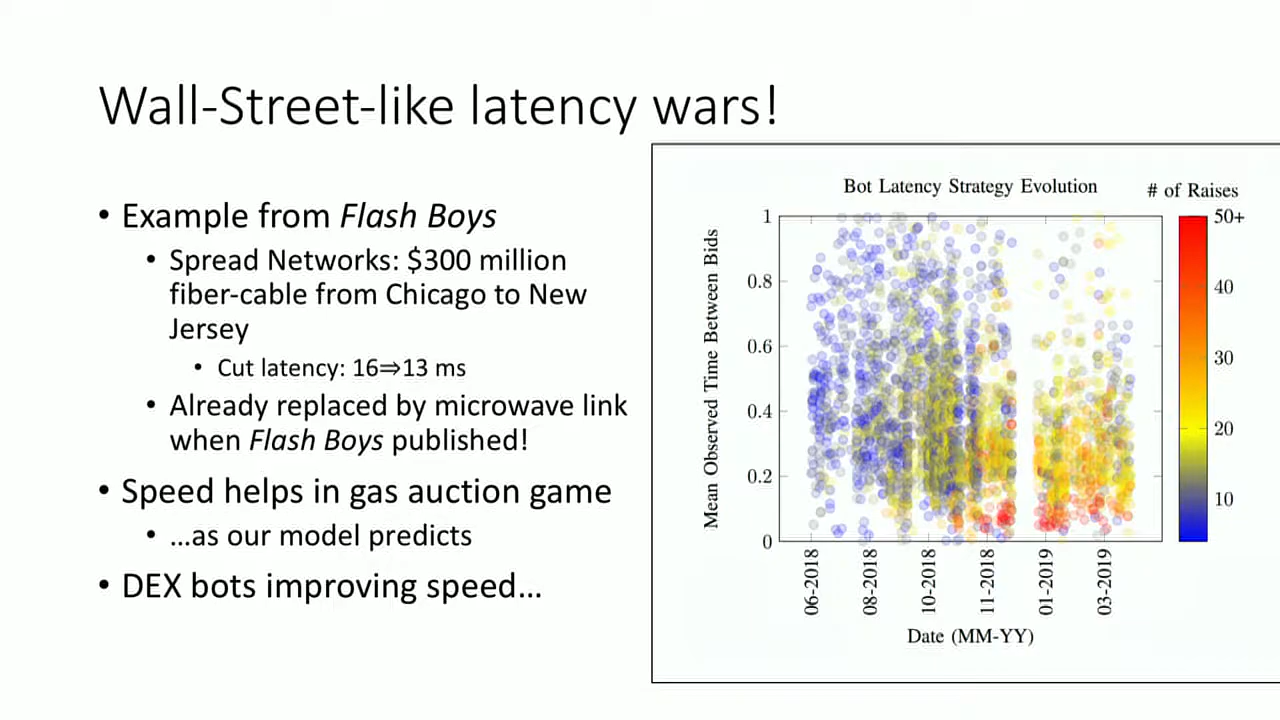 Wall-Street-like latency wars!
• Example from Flash Boys
• Spread Networks: $300 million
fiber-cable from Chicago to New
Jersey
• Cut latency: 16⇒13 ms
• Already replaced by microwave link
when Flash Boys published!
• Speed helps in gas auction game
• …as our model predicts
• DEX bots improving speed…
Bot Latency Strategy Evolution
# of Raises
Mean Observed Time Between Bids
1
0.8
0.6
0.4
0.2
0
06-2018
08-2018
10-2018
11-2018
01-2019
03-2019
Date (MM-YY)
50+
40
30
20
10